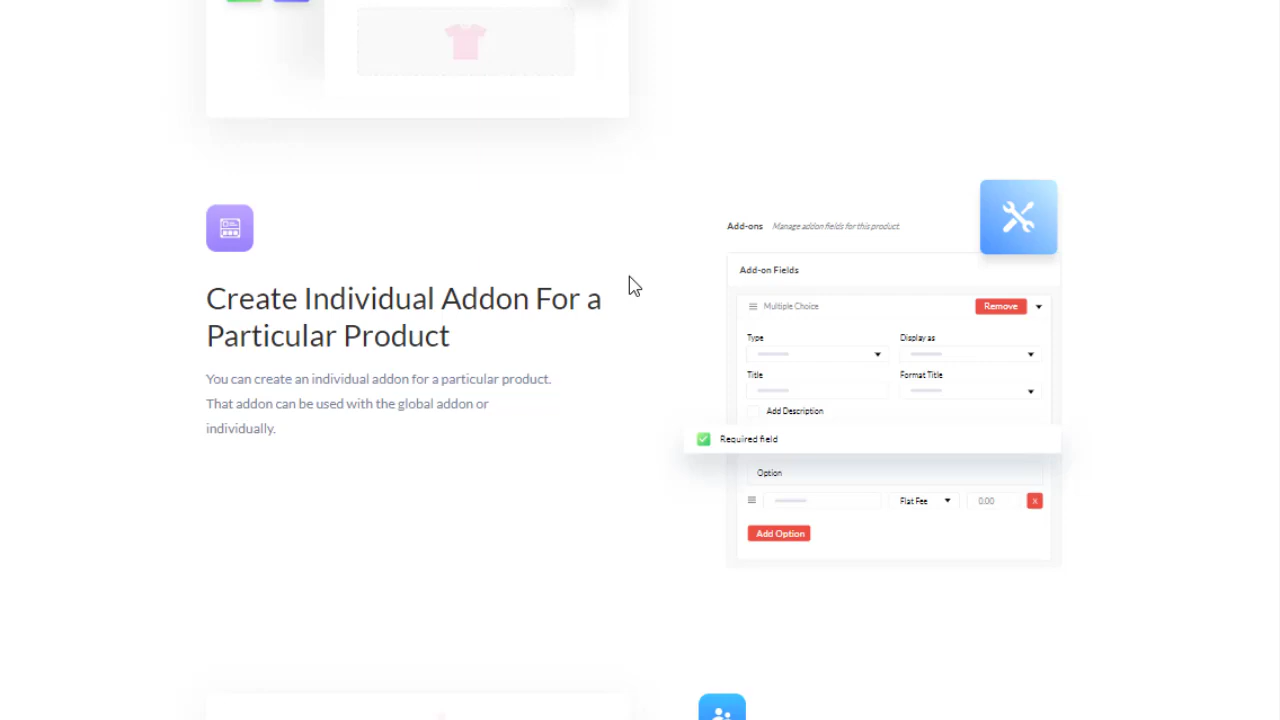 Create Individual Addon For a
Particular Product
You can create an individual addon for a particular product.
That addon can be used with the global addon or
individually.
Add-ons Manage addon fields for this product.
Add-on Fields
Multiple Choice Remove
Type Display as
Title Format Title
Add Description
Required field
Option
Flat Fee 0.00 x
Add Option